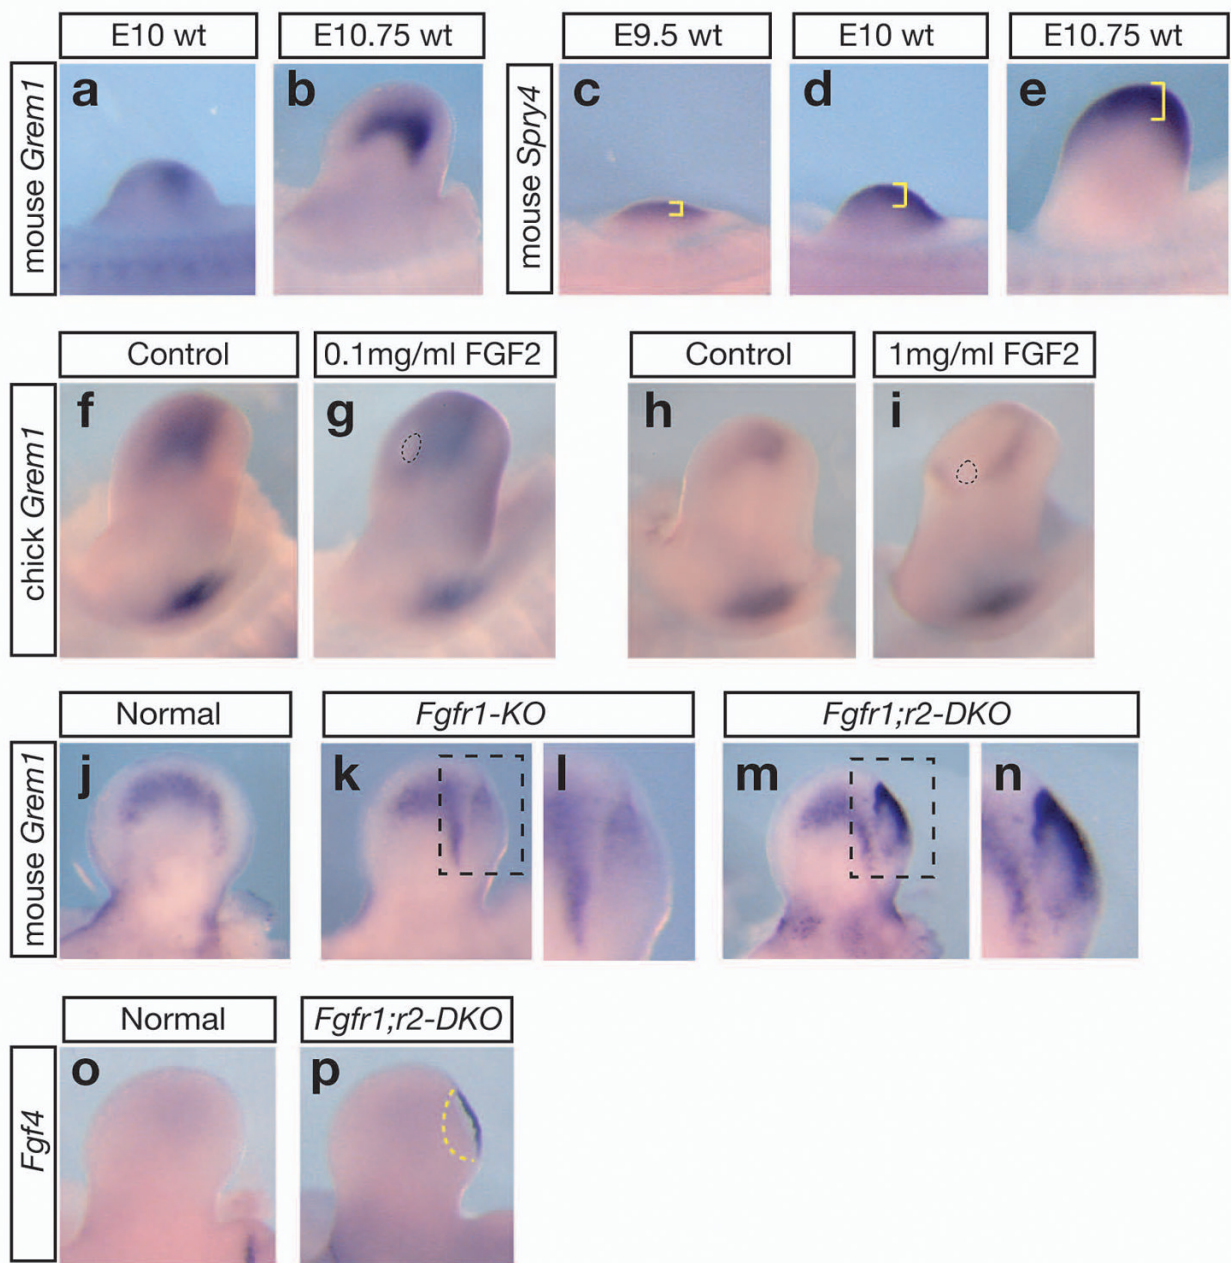 E10 wt
E10.75 wt
E9.5 wt
E10 wt
E10.75 wt
mouse Grem1
a
b
mouse Spry4
c
d
e
Control
0.1mg/ml FGF2
Control
1mg/ml FGF2
chick Grem1
f
g
h
i
Normal
Fgfr1-KO
Fgfr1;r2-DKO
mouse Grem1
j
k
l
m
n
Normal
Fgfr1;r2-DKO
Fgf4
o
p